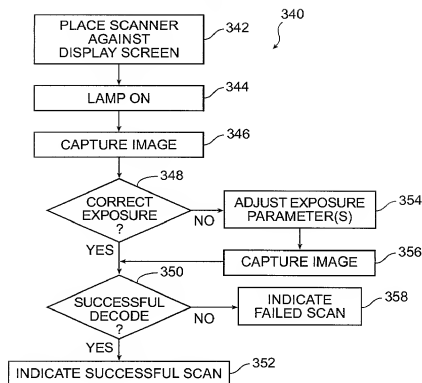 PLACE SCANNER
AGAINST
DISPLAY SCREEN
342
340
LAMP ON
344
CAPTURE IMAGE
346
348
CORRECT
EXPOSURE
?
NO
YES
ADJUST EXPOSURE
PARAMETER(S)
354
CAPTURE IMAGE
356
350
SUCCESSFUL
DECODE
?
NO
YES
INDICATE
FAILED SCAN
358
INDICATE SUCCESSFUL SCAN
352